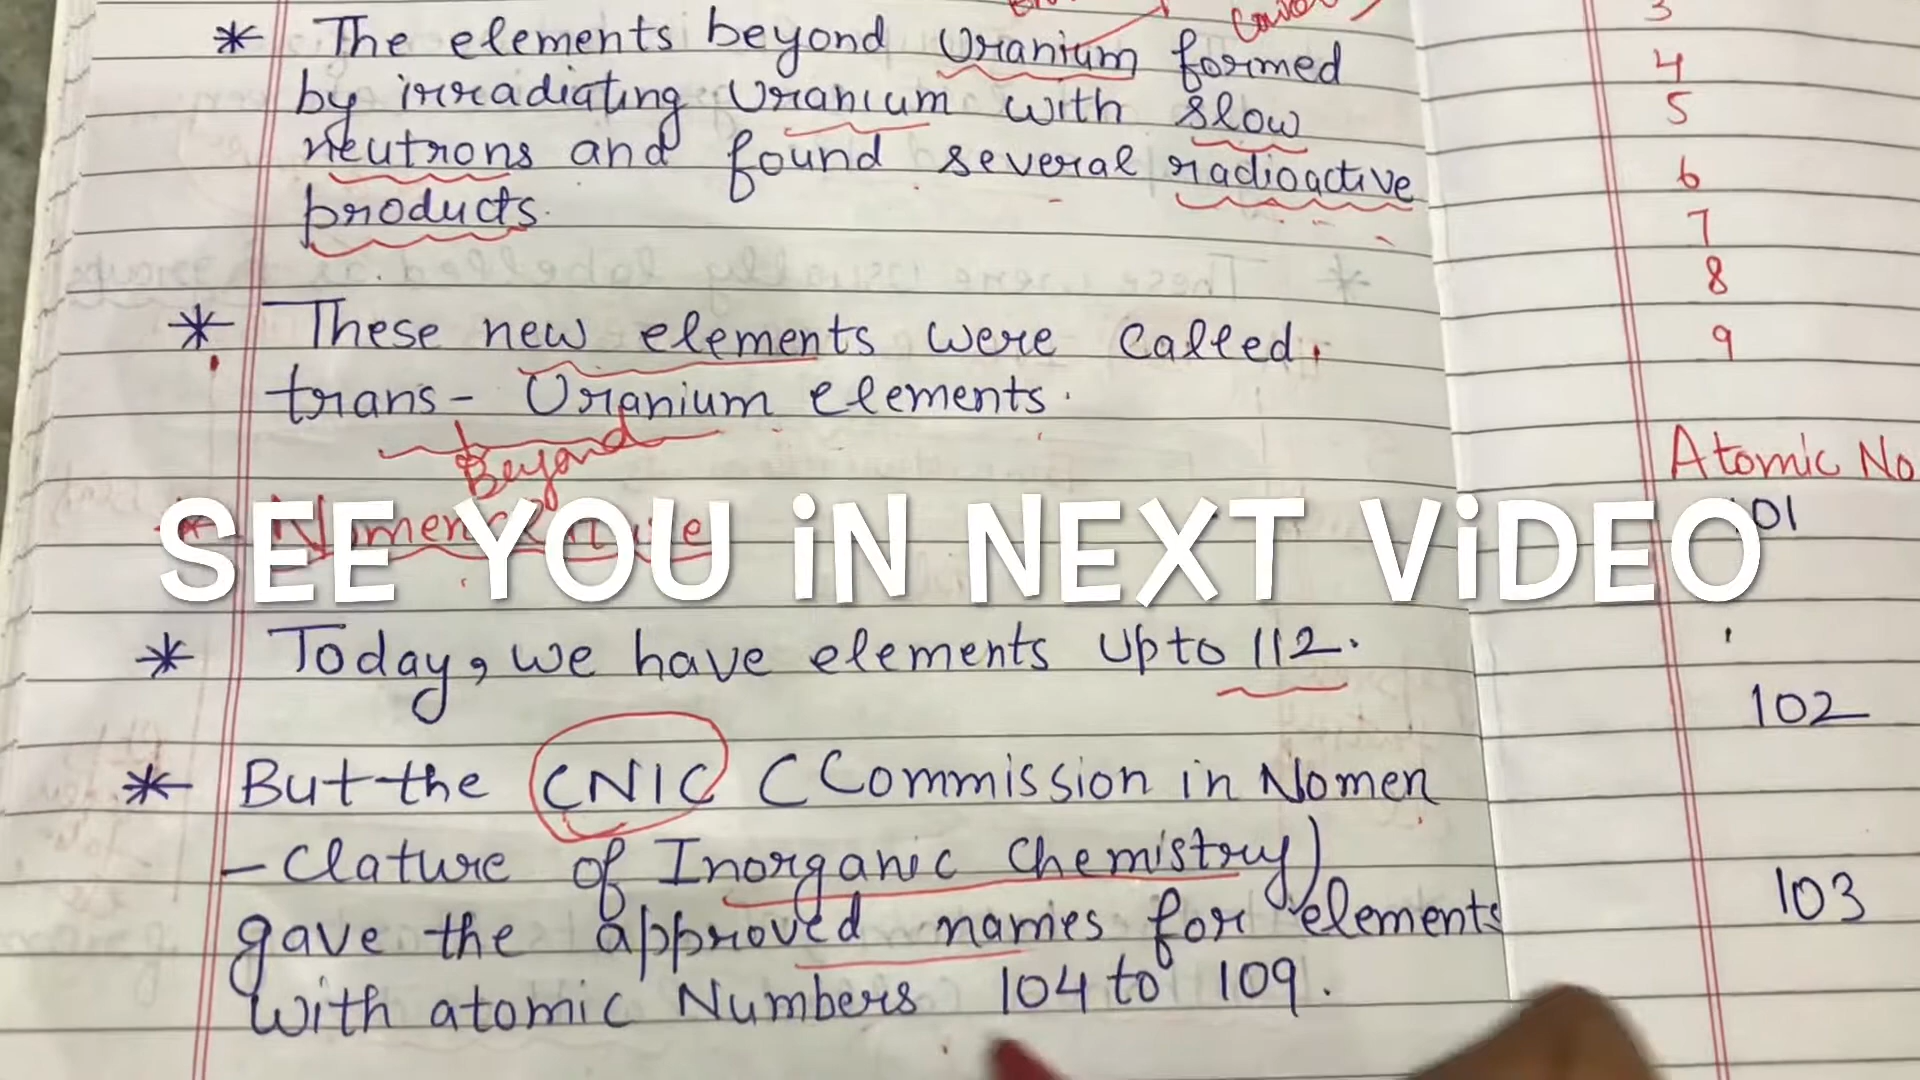 * The elements beyond Uranium formed
by irradiating Uranium with slow
neutrons and found several radioactive
products.
* These new elements were called
trans- Uranium elements.
Beyond
SEE YOU iN NEXT ViDEO
* Today, we have elements upto 112.
* But the CNIC ( Commission in Nomen
-clature of Inorganic Chemistry)
gave the approved names for elements
with atomic Numbers 104 to 109.
3
4
5
6
7
8
9
Atomic No
101
102
103